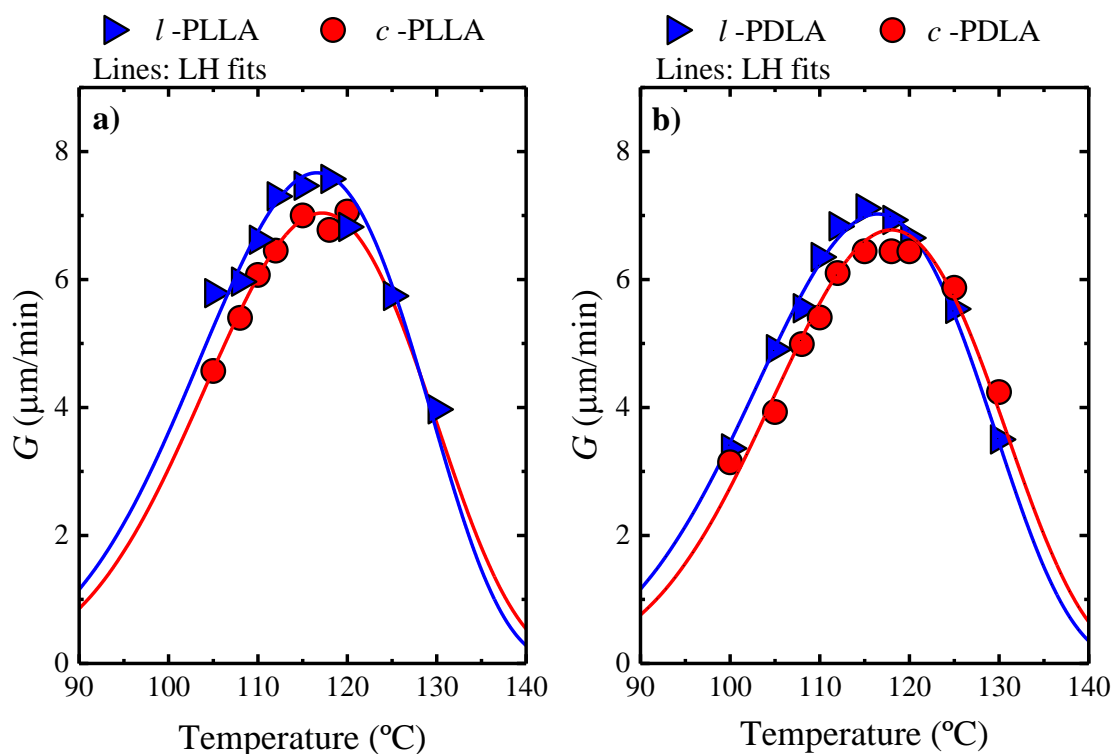 l -PLLA c -PLLA
Lines: LH fits
a)
8
6
4
2
0
G (μm/min)
90 100 110 120 130 140
Temperature (ºC)
l -PDLA c -PDLA
Lines: LH fits
b)
8
6
4
2
0
G (μm/min)
90 100 110 120 130 140
Temperature (ºC)